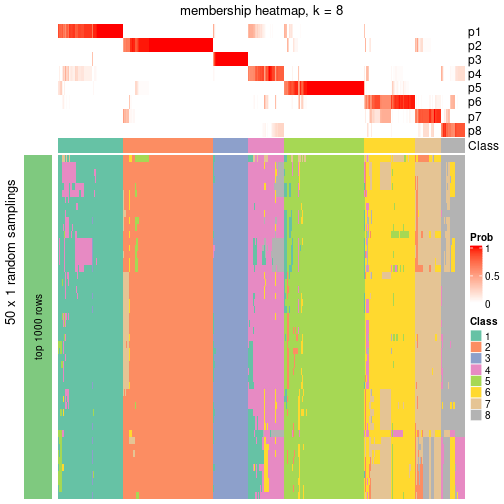 membership heatmap, k = 8
p1
p2
p3
p4
p5
p6
p7
p8
Class
50 x 1 random samplings
top 1000 rows
Prob
1
0.5
0
Class
1
2
3
4
5
6
7
8